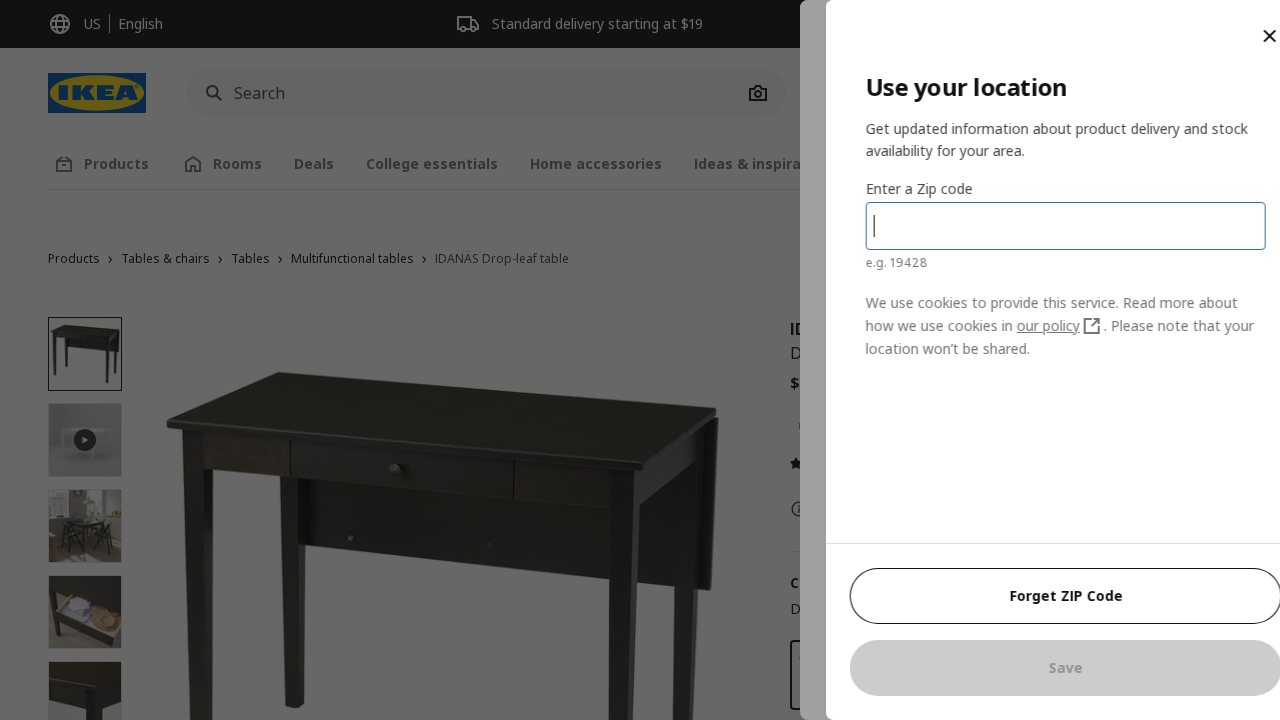 US English
Standard delivery starting at $19
IKEA
Search
Products
Rooms
Deals
College essentials
Home accessories
Ideas &
Products › Tables & chairs › Tables › Multifunctional tables › IDANÄS Drop-leaf table
$
Use your location
Get updated information about product delivery and stock
availability for your area.
Enter a Zip code
e.g. 19428
We use cookies to provide this service. Read more about
how we use cookies in our policy . Please note that your
location won’t be shared.
Forget ZIP Code
Save